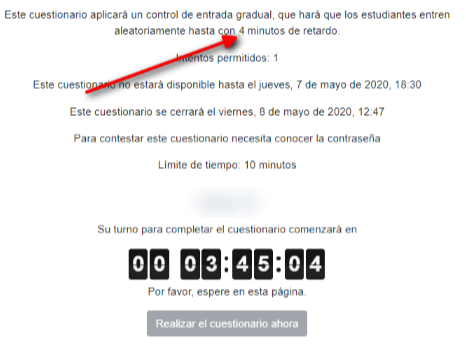 Este cuestionario aplicará un control de entrada gradual, que hará que los estudiantes entren
aleatoriamente hasta con 4 minutos de retardo.
Intentos permitidos: 1
Este cuestionario no estará disponible hasta el jueves, 7 de mayo de 2020, 18:30
Este cuestionario se cerrará el viernes, 8 de mayo de 2020, 12:47
Para contestar este cuestionario necesita conocer la contraseña
Límite de tiempo: 10 minutos
Su turno para completar el cuestionario comenzará en
00 03:45:04
Por favor, espere en esta página.
Realizar el cuestionario ahora